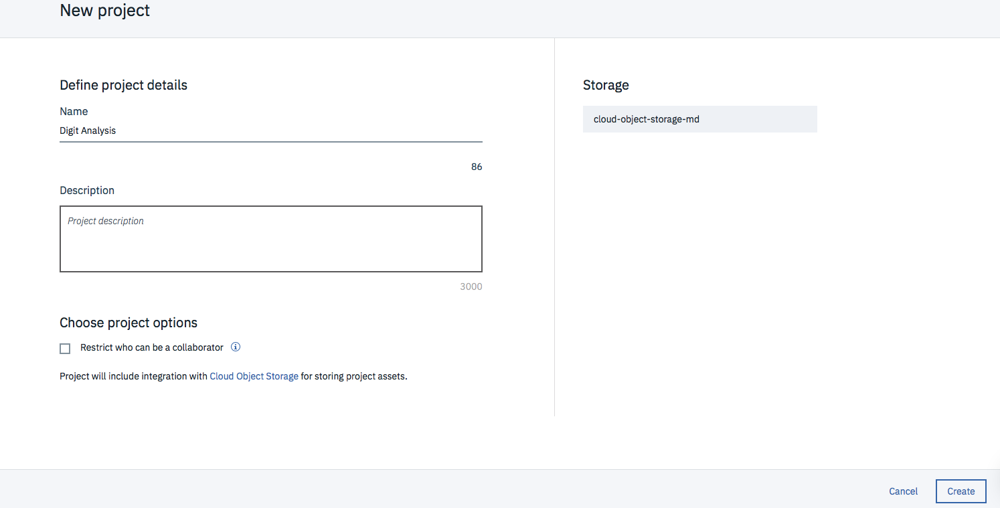 New project
Define project details
Name
Digit Analysis
86
Description
Project description
3000
Choose project options
Restrict who can be a collaborator
Project will include integration with Cloud Object Storage for storing project assets.
Storage
cloud-object-storage-md
Cancel
Create